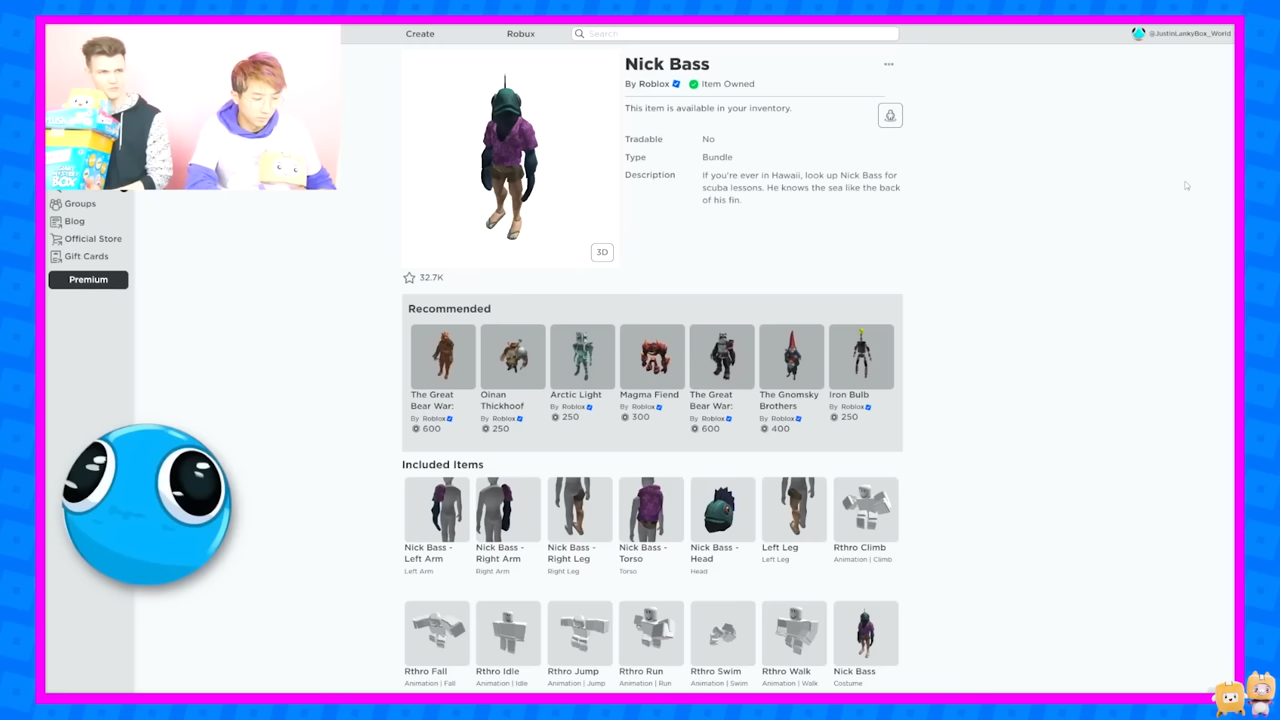 Create
Robux
Search
@JustinLankyBox_World
Nick Bass
By Roblox
Item Owned
This item is available in your inventory.
Tradable No
Type Bundle
Description If you're ever in Hawaii, look up Nick Bass for
scuba lessons. He knows the sea like the back
of his fin.
3D
32.7K
Groups
Blog
Official Store
Gift Cards
Premium
Recommended
The Great
Bear War:
By Roblox
600
Oinan
Thickhoof
By Roblox
250
Arctic Light
By Roblox
250
Magma Fiend
By Roblox
300
The Great
Bear War:
By Roblox
600
The Gnomsky
Brothers
By Roblox
400
Iron Bulb
By Roblox
250
Included Items
Nick Bass -
Left Arm
Left Arm
Nick Bass -
Right Arm
Right Arm
Nick Bass -
Right Leg
Right Leg
Nick Bass -
Torso
Torso
Nick Bass -
Head
Head
Left Leg
Left Leg
Rthro Climb
Animation | Climb
Rthro Fall
Animation | Fall
Rthro Idle
Animation | Idle
Rthro Jump
Animation | Jump
Rthro Run
Animation | Run
Rthro Swim
Animation | Swim
Rthro Walk
Animation | Walk
Nick Bass
Costume